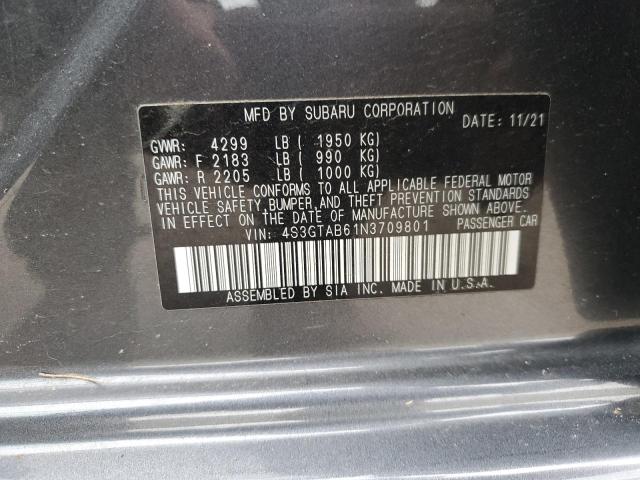 MFD BY SUBARU CORPORATION DATE: 11/21
GVWR: 4299 LB ( 1950 KG)
GAWR: F 2183 LB ( 990 KG)
GAWR: R 2205 LB ( 1000 KG)
THIS VEHICLE CONFORMS TO ALL APPLICABLE FEDERAL MOTOR
VEHICLE SAFETY,BUMPER,AND THEFT PREVENTION STANDARDS
IN EFFECT ON THE DATE OF MANUFACTURE SHOWN ABOVE.
VIN: 4S3GTAB61N3709801 PASSENGER CAR
ASSEMBLED BY SIA INC. MADE IN U.S.A.